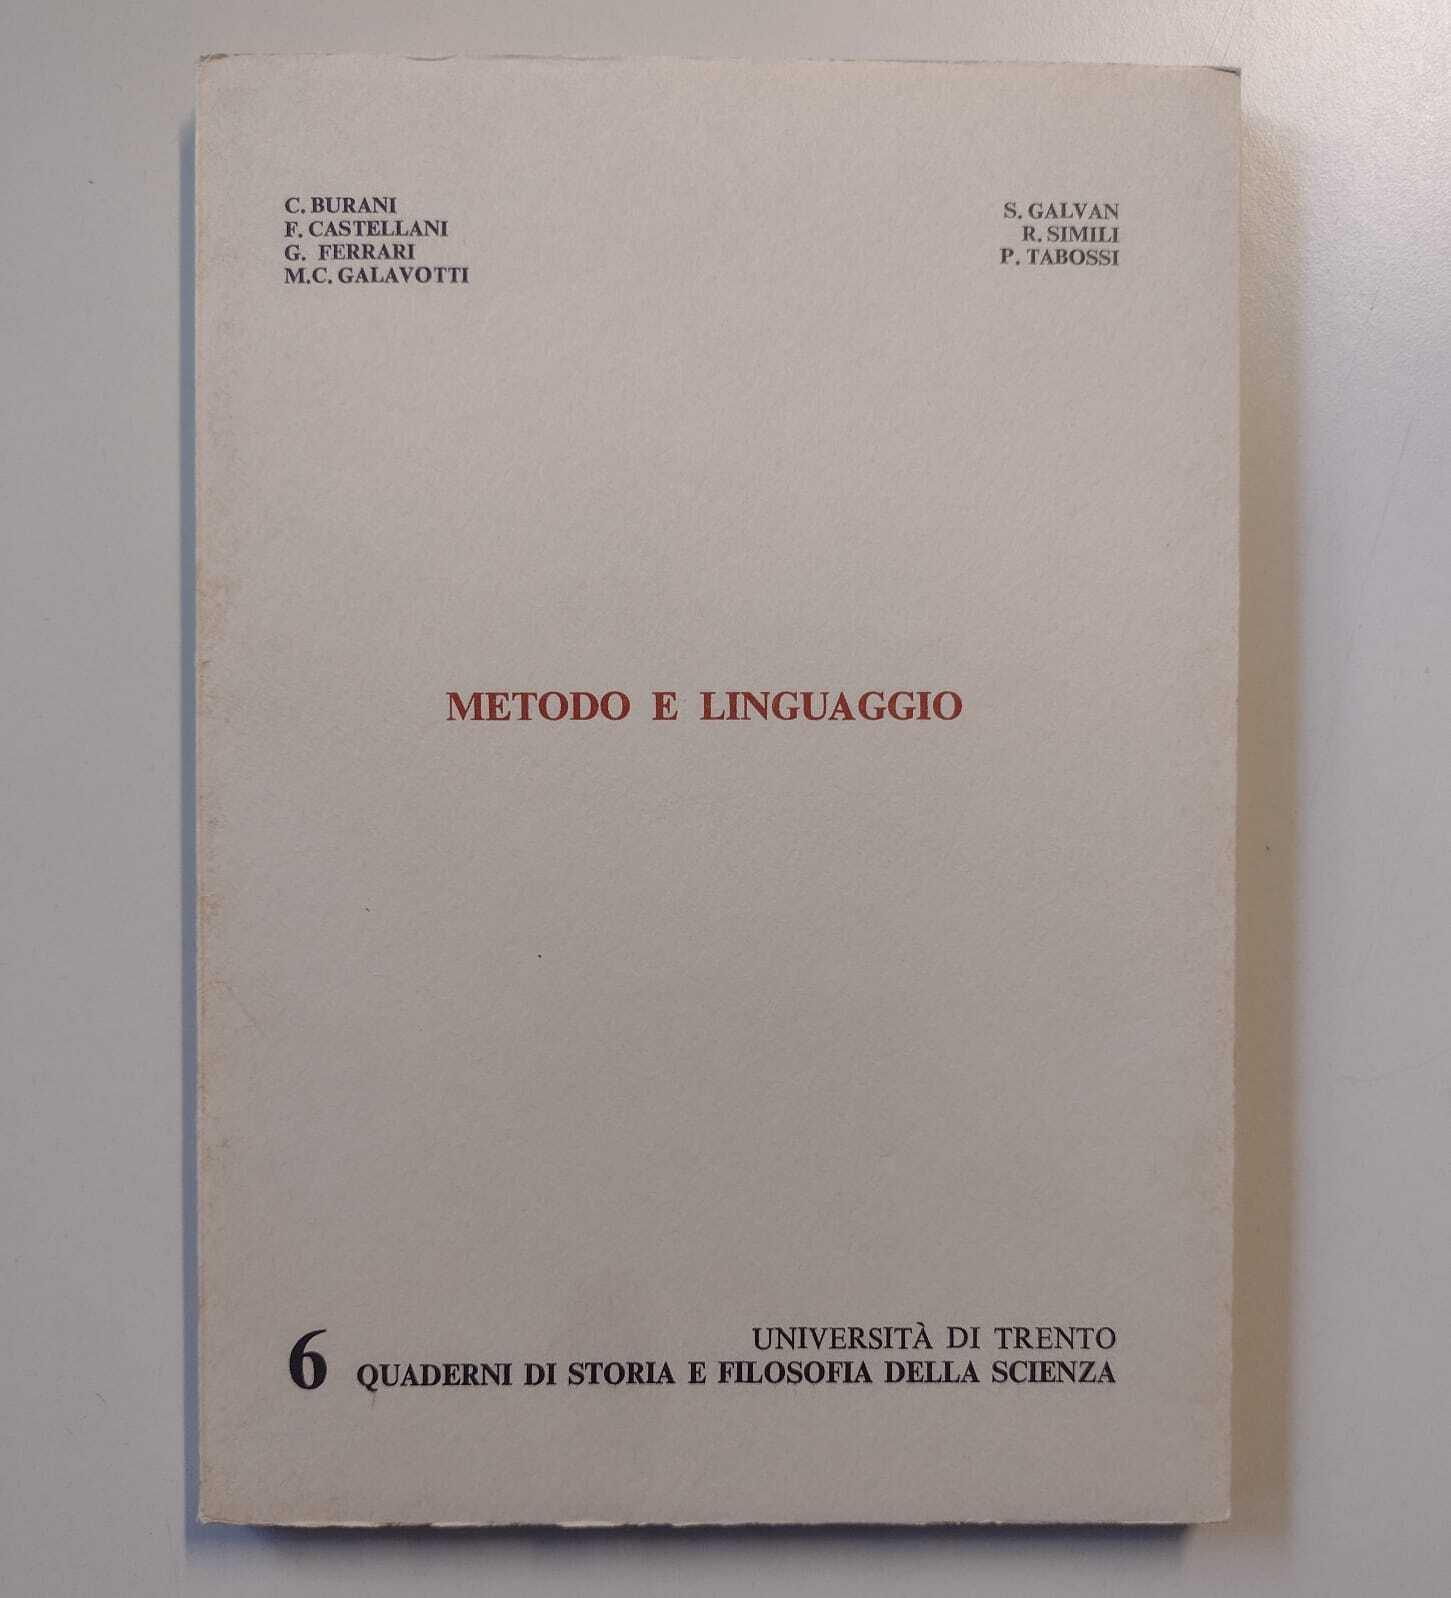 C. BURANI
F. CASTELLANI
G. FERRARI
M.C. GALAVOTTI
S. GALVAN
R. SIMILI
P. TABOSSI
METODO E LINGUAGGIO
6
UNIVERSITÀ DI TRENTO
QUADERNI DI STORIA E FILOSOFIA DELLA SCIENZA